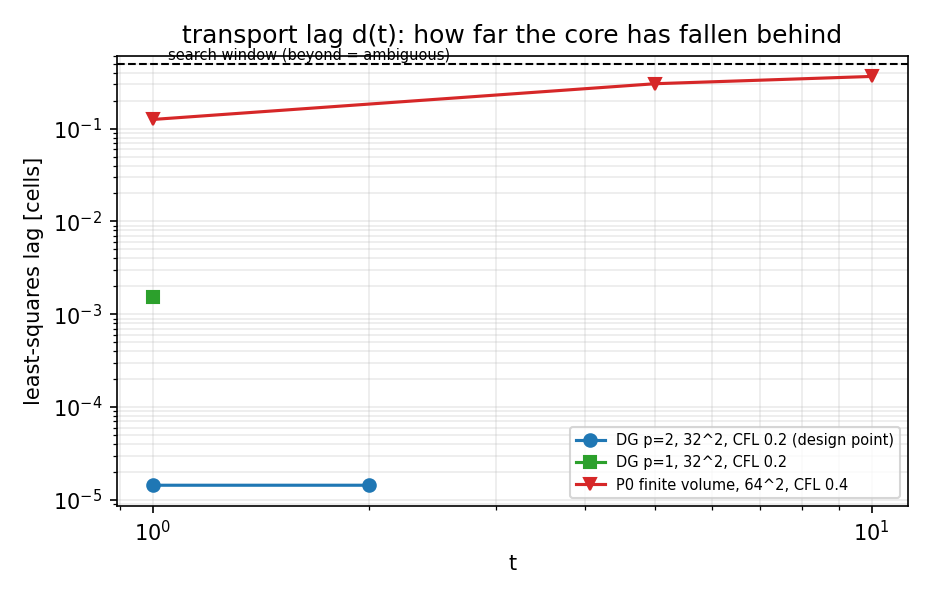 transport lag d(t): how far the core has fallen behind
search window (beyond = ambiguous)
least-squares lag [cells]
10^-1
10^-2
10^-3
10^-4
10^-5
DG p=2, 32^2, CFL 0.2 (design point)
DG p=1, 32^2, CFL 0.2
P0 finite volume, 64^2, CFL 0.4
10^0
10^1
t